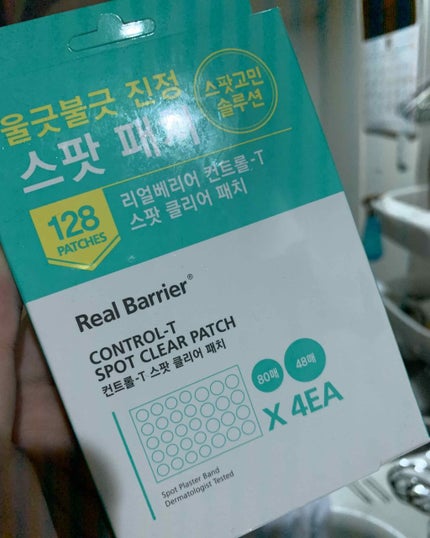 울긋불긋 진정
스팟 패치
스팟고민
솔루션
128
PATCHES
리얼베리어 컨트롤-T
스팟 클리어 패치
Real Barrier®
CONTROL-T
SPOT CLEAR PATCH
컨트롤-T 스팟 클리어 패치
80매 48매
X 4EA
Spot Plaster Band
Dermatologist Tested